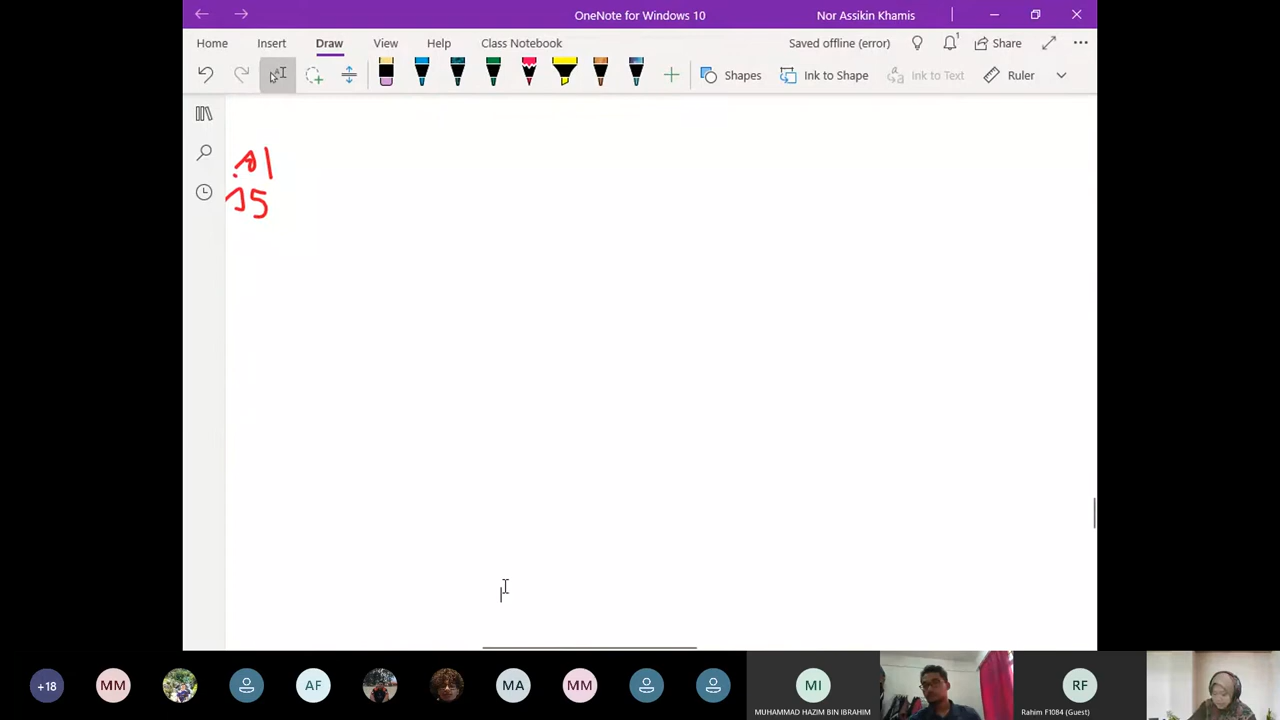 OneNote for Windows 10
Nor Assikin Khamis
Home Insert Draw View Help Class Notebook
Saved offline (error) 1 Share
Shapes Ink to Shape Ink to Text Ruler
+18 MM AF MA MM MI RF
MUHAMMAD HAZIM BIN IBRAHIM
Rahim F1084 (Guest)